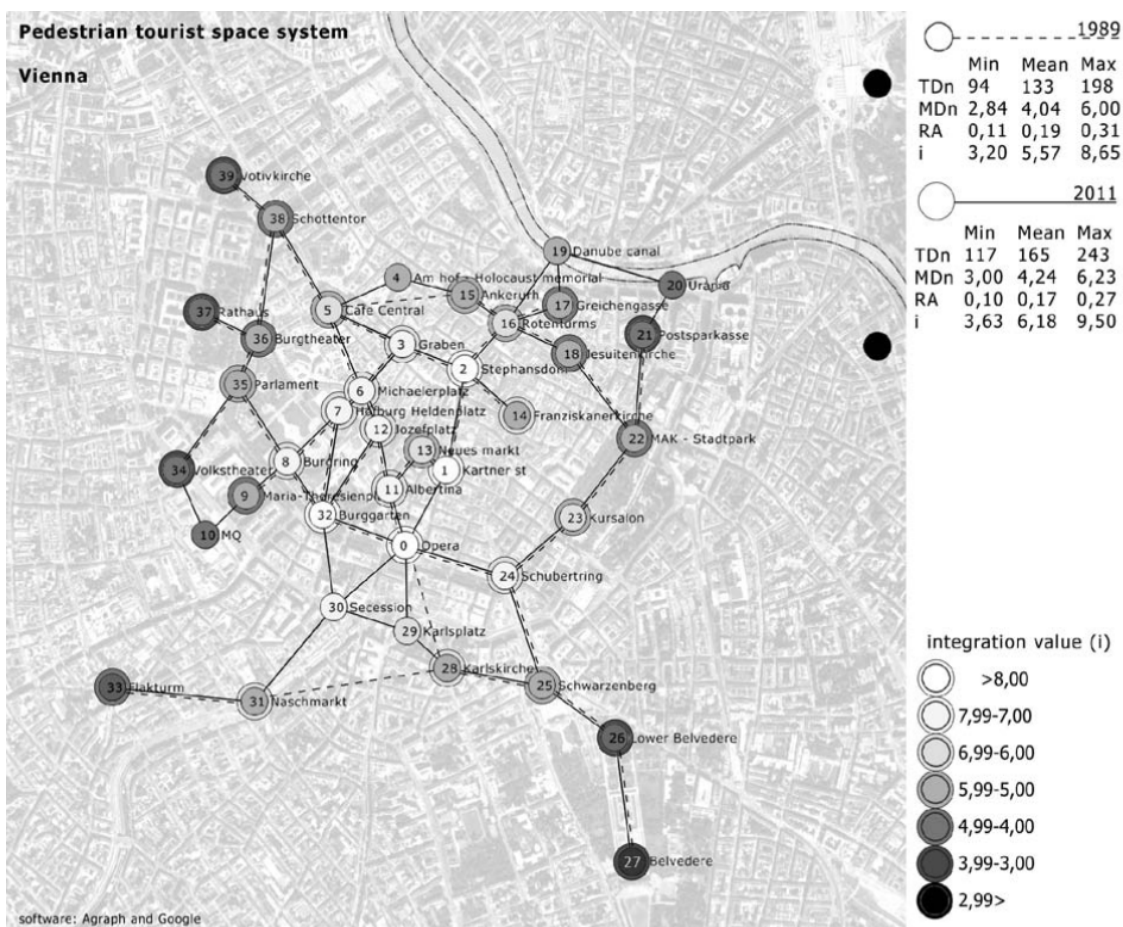 Pedestrian tourist space system
Vienna
1989
Min Mean Max
TDn 94 133 198
MDn 2,84 4,04 6,00
RA 0,11 0,19 0,31
i 3,20 5,57 8,65
2011
Min Mean Max
TDn 117 165 243
MDn 3,00 4,24 6,23
RA 0,10 0,17 0,27
i 3,63 6,18 9,50
39 Votivkirche
38 Schottentor
19 Danube canal
4 Am hof - Holocaust memorial
20 Urania
15 Ankeruhr
17 Greichengasse
37 Rathaus
5 Cafe Central
16 Rotenturms
21 Postsparkasse
36 Burgtheater
3 Graben
18 Jesuitenkirche
2 Stephansdom
35 Parlament
6 Michaelerplatz
7 Hofburg Heldenplatz
14 Franziskanerkirche
12 Jozefplatz
22 MAK - Stadtpark
13 Neues markt
8 Burgring
34 Volkstheater
1 Kartner st
11 Albertina
9 Maria-Theresienpl
32 Burggarten
23 Kursalon
10 MQ
0 Opera
24 Schubertring
30 Secession
29 Karlsplatz
28 Karlskirche
33 Flakturm
25 Schwarzenberg
31 Naschmarkt
26 Lower Belvedere
27 Belvedere
integration value (i)
>8,00
7,99-7,00
6,99-6,00
5,99-5,00
4,99-4,00
3,99-3,00
2,99>
software: Agraph and Google